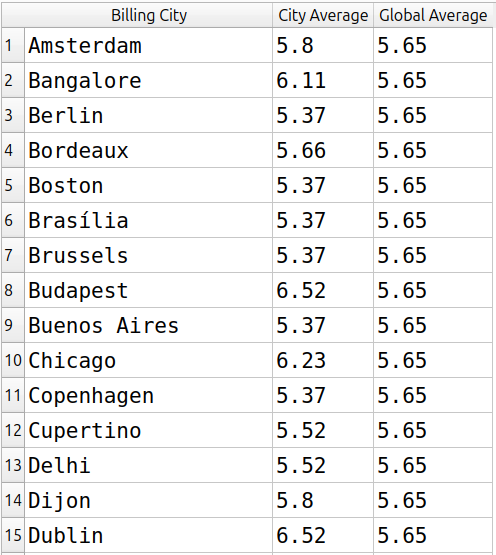 Billing City City Average Global Average
1 Amsterdam 5.8 5.65
2 Bangalore 6.11 5.65
3 Berlin 5.37 5.65
4 Bordeaux 5.66 5.65
5 Boston 5.37 5.65
6 Brasília 5.37 5.65
7 Brussels 5.37 5.65
8 Budapest 6.52 5.65
9 Buenos Aires 5.37 5.65
10 Chicago 6.23 5.65
11 Copenhagen 5.37 5.65
12 Cupertino 5.52 5.65
13 Delhi 5.52 5.65
14 Dijon 5.8 5.65
15 Dublin 6.52 5.65